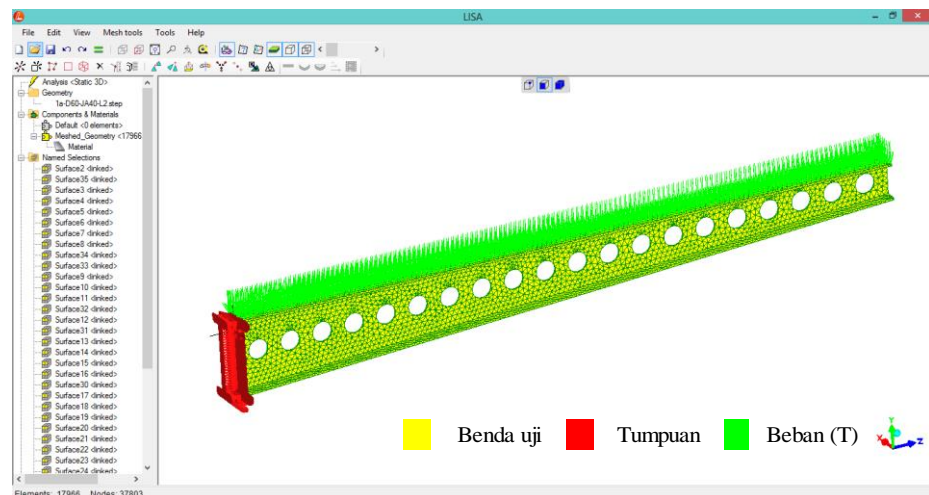 LISA
File Edit View Mesh tools Tools Help
Analysis <Static 3D>
Geometry
1a-D60-JA40-L2.step
Components & Materials
Default <0 elements>
Meshed_Geometry <17966
Material
Named Selections
Surface2 <linked>
Surface35 <linked>
Surface3 <linked>
Surface4 <linked>
Surface5 <linked>
Surface6 <linked>
Surface7 <linked>
Surface8 <linked>
Surface34 <linked>
Surface33 <linked>
Surface9 <linked>
Surface10 <linked>
Surface11 <linked>
Surface32 <linked>
Surface12 <linked>
Surface31 <linked>
Surface13 <linked>
Surface14 <linked>
Surface15 <linked>
Surface16 <linked>
Surface30 <linked>
Surface17 <linked>
Surface18 <linked>
Surface19 <linked>
Surface20 <linked>
Surface21 <linked>
Surface22 <linked>
Surface23 <linked>
Surface24 <linked>
Benda uji Tumpuan Beban (T)
Y
X
Z
Elements: 17966 Nodes: 37803